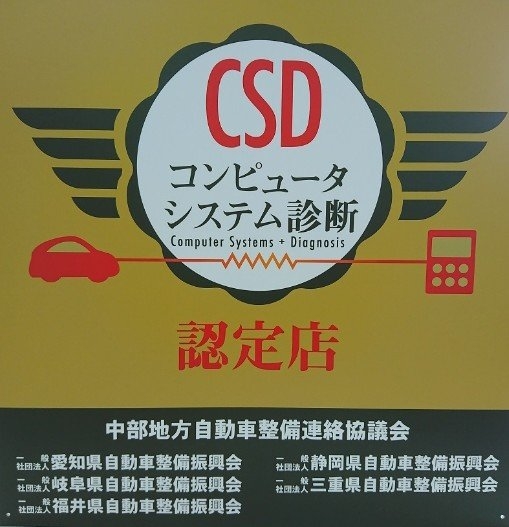 CSD
コンピュータ
システム診断
Computer Systems + Diagnosis
認定店
中部地方自動車整備連絡協議会
一般社団法人 愛知県自動車整備振興会
一般社団法人 静岡県自動車整備振興会
一般社団法人 岐阜県自動車整備振興会
一般社団法人 三重県自動車整備振興会
一般社団法人 福井県自動車整備振興会